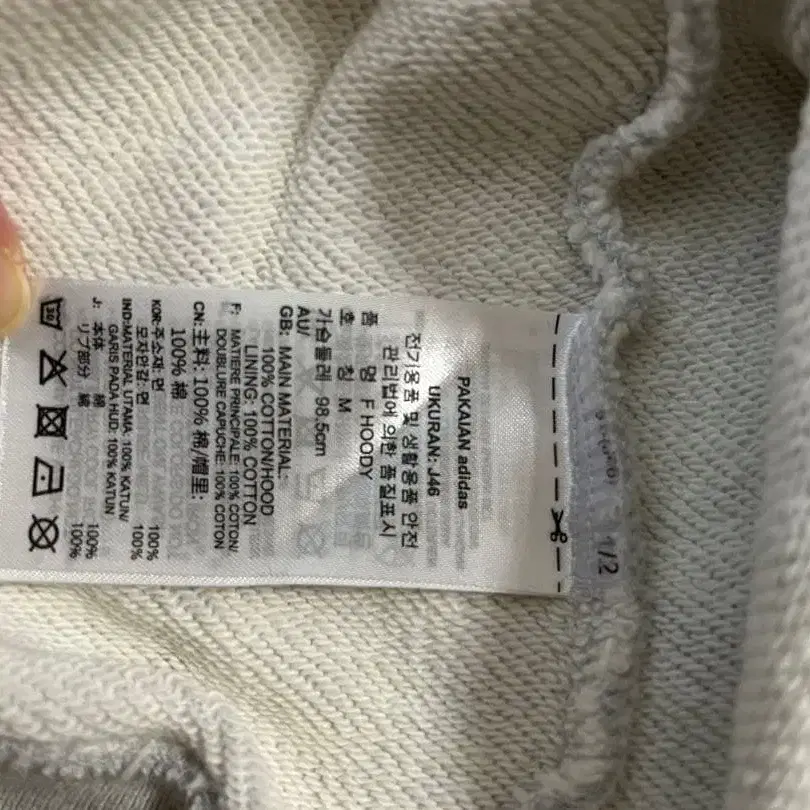 PAKAIAN adidas
UKURAN: J46
전기용품 및 생활용품 안전
관리법에 의한 품질표시
품 명 F HOODY
호 칭 M
가슴둘레 98.5cm
AU/
GB: MAIN MATERIAL:
100% COTTON/HOOD
LINING: 100% COTTON
F: MATIERE PRINCIPALE: 100% COTON/
DOUBLURE CAPUCHE: 100% COTON
CN: 主料: 100% 棉/帽里:
100% 棉
KOR: 주소재: 면 100%
모자안감: 면 100%
IND: MATERIAL UTAMA: 100% KATUN/
GARIS PADA HUD: 100% KATUN
J: 本体 綿 100%
リブ部分 綿 100%
30
1/2